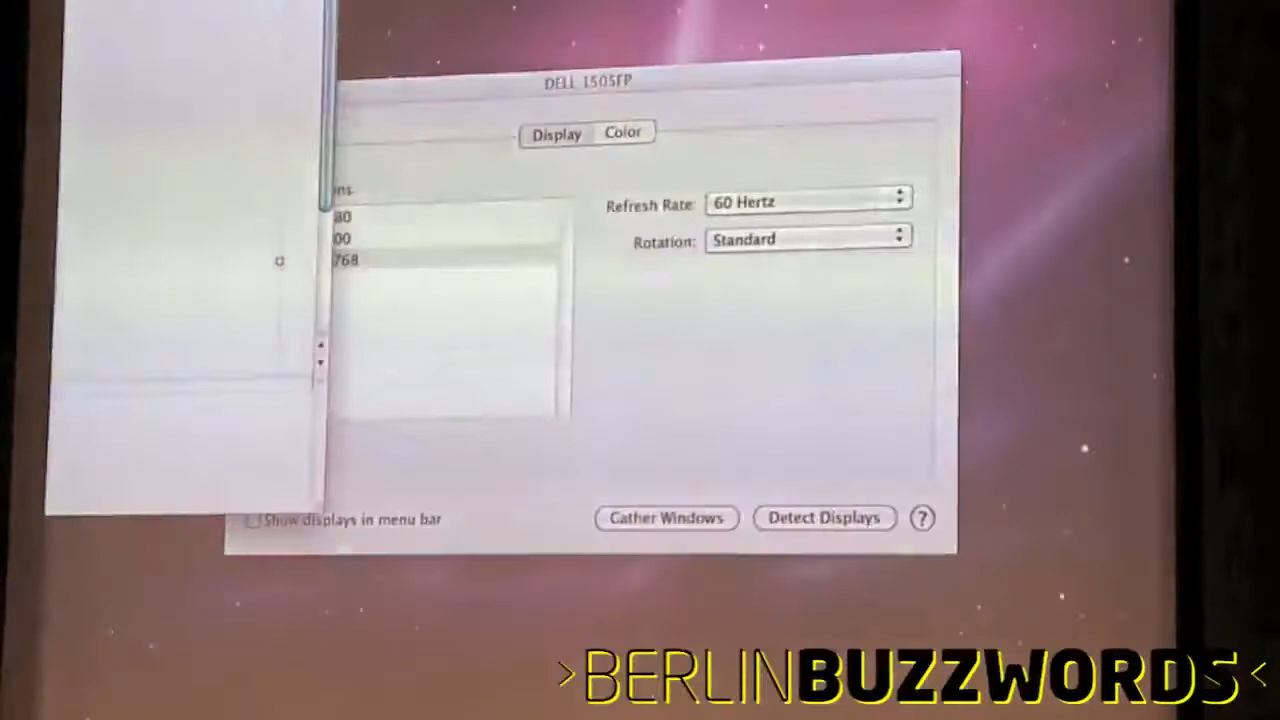 DELL 1505FP
Display Color
ns
80
00
768
Refresh Rate: 60 Hertz
Rotation: Standard
Show displays in menu bar
Gather Windows Detect Displays ?
>BERLINBUZZWORDS<